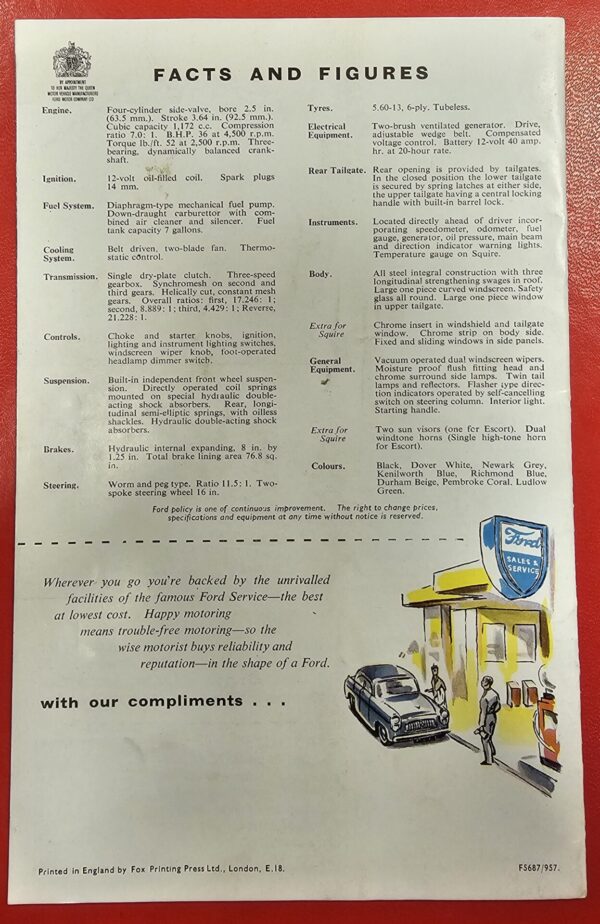 BY APPOINTMENT
TO HER MAJESTY THE QUEEN
MOTOR VEHICLE MANUFACTURERS
FORD MOTOR COMPANY LTD
FACTS AND FIGURES
Engine. Four-cylinder side-valve, bore 2.5 in.
(63.5 mm.). Stroke 3.64 in. (92.5 mm.).
Cubic capacity 1,172 c.c. Compression
ratio 7.0: 1. B.H.P. 36 at 4,500 r.p.m.
Torque lb./ft. 52 at 2,500 r.p.m. Three-
bearing, dynamically balanced crank-
shaft.
Ignition. 12-volt oil-filled coil. Spark plugs
14 mm.
Fuel System. Diaphragm-type mechanical fuel pump.
Down-draught carburettor with com-
bined air cleaner and silencer. Fuel
tank capacity 7 gallons.
Cooling System. Belt driven, two-blade fan. Thermo-
static control.
Transmission. Single dry-plate clutch. Three-speed
gearbox. Synchromesh on second and
third gears. Helically cut, constant mesh
gears. Overall ratios: first, 17.246: 1;
second, 8.889: 1; third, 4.429: 1; Reverse,
21.228: 1.
Controls. Choke and starter knobs, ignition,
lighting and instrument lighting switches,
windscreen wiper knob, foot-operated
headlamp dimmer switch.
Suspension. Built-in independent front wheel suspen-
sion. Directly operated coil springs
mounted on special hydraulic double-
acting shock absorbers. Rear, longi-
tudinal semi-elliptic springs, with oilless
shackles. Hydraulic double-acting shock
absorbers.
Brakes. Hydraulic internal expanding, 8 in. by
1.25 in. Total brake lining area 76.8 sq.
in.
Steering. Worm and peg type. Ratio 11.5: 1. Two-
spoke steering wheel 16 in.
Tyres. 5.60-13, 6-ply. Tubeless.
Electrical Equipment. Two-brush ventilated generator. Drive,
adjustable wedge belt. Compensated
voltage control. Battery 12-volt 40 amp.
hr. at 20-hour rate.
Rear Tailgate. Rear opening is provided by tailgates.
In the closed position the lower tailgate
is secured by spring latches at either side,
the upper tailgate having a central locking
handle with built-in barrel lock.
Instruments. Located directly ahead of driver incor-
porating speedometer, odometer, fuel
gauge, generator, oil pressure, main beam
and direction indicator warning lights.
Temperature gauge on Squire.
Body. All steel integral construction with three
longitudinal strengthening swages in roof.
Large one piece curved windscreen. Safety
glass all round. Large one piece window
in upper tailgate.
Extra for Squire Chrome insert in windshield and tailgate
window. Chrome strip on body side.
Fixed and sliding windows in side panels.
General Equipment. Vacuum operated dual windscreen wipers.
Moisture proof flush fitting head and
chrome surround side lamps. Twin tail
lamps and reflectors. Flasher type direc-
tion indicators operated by self-cancelling
switch on steering column. Interior light.
Starting handle.
Extra for Squire Two sun visors (one for Escort). Dual
windtone horns (Single high-tone horn
for Escort).
Colours. Black, Dover White, Newark Grey,
Kenilworth Blue, Richmond Blue,
Durham Beige, Pembroke Coral, Ludlow
Green.
Ford policy is one of continuous improvement. The right to change prices,
specifications and equipment at any time without notice is reserved.
Ford
SALES &
SERVICE
Wherever you go you're backed by the unrivalled
facilities of the famous Ford Service—the best
at lowest cost. Happy motoring
means trouble-free motoring—so the
wise motorist buys reliability and
reputation—in the shape of a Ford.
with our compliments . . .
Printed in England by Fox Printing Press Ltd., London, E.18.
FS687/957.